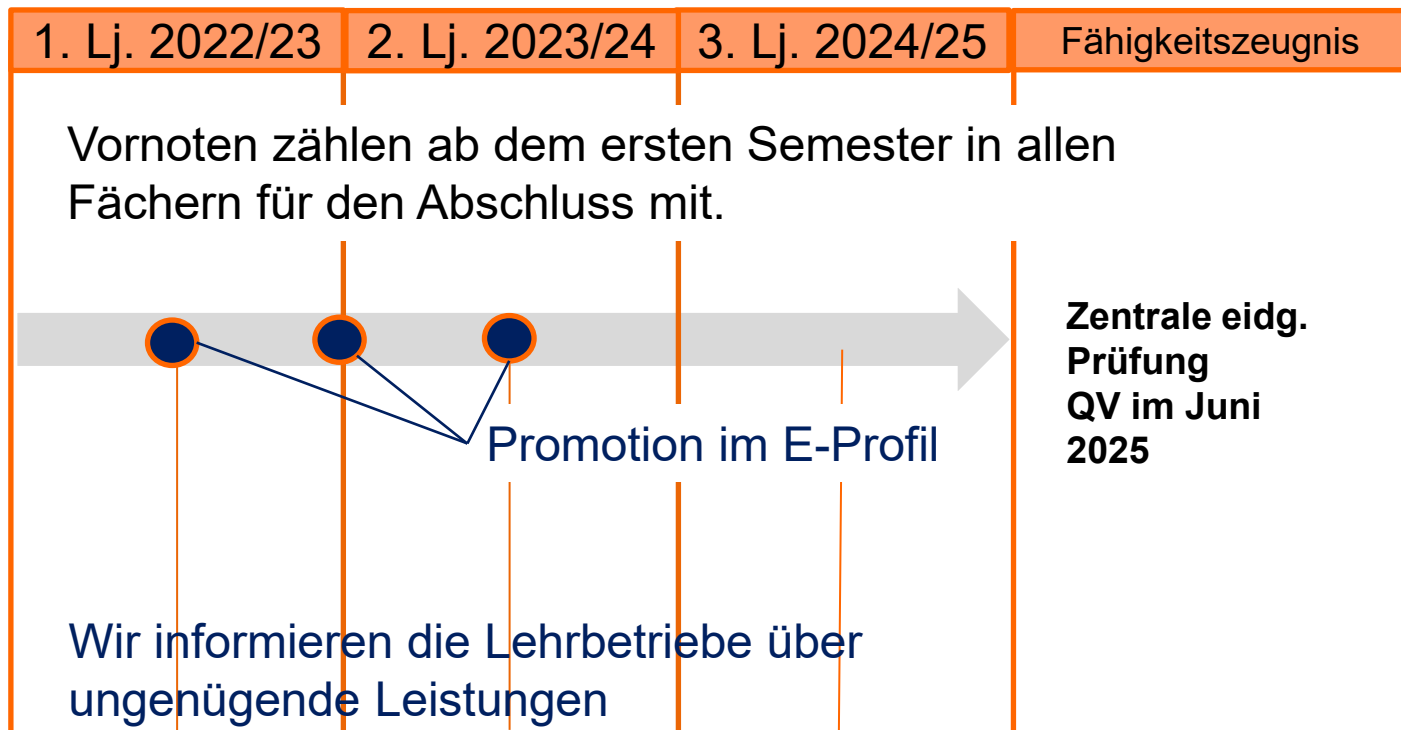 1. Lj. 2022/23
2. Lj. 2023/24
3. Lj. 2024/25
Fähigkeitszeugnis
Vornoten zählen ab dem ersten Semester in allen
Fächern für den Abschluss mit.
Zentrale eidg.
Prüfung
QV im Juni
2025
Promotion im E-Profil
Wir informieren die Lehrbetriebe über
ungenügende Leistungen